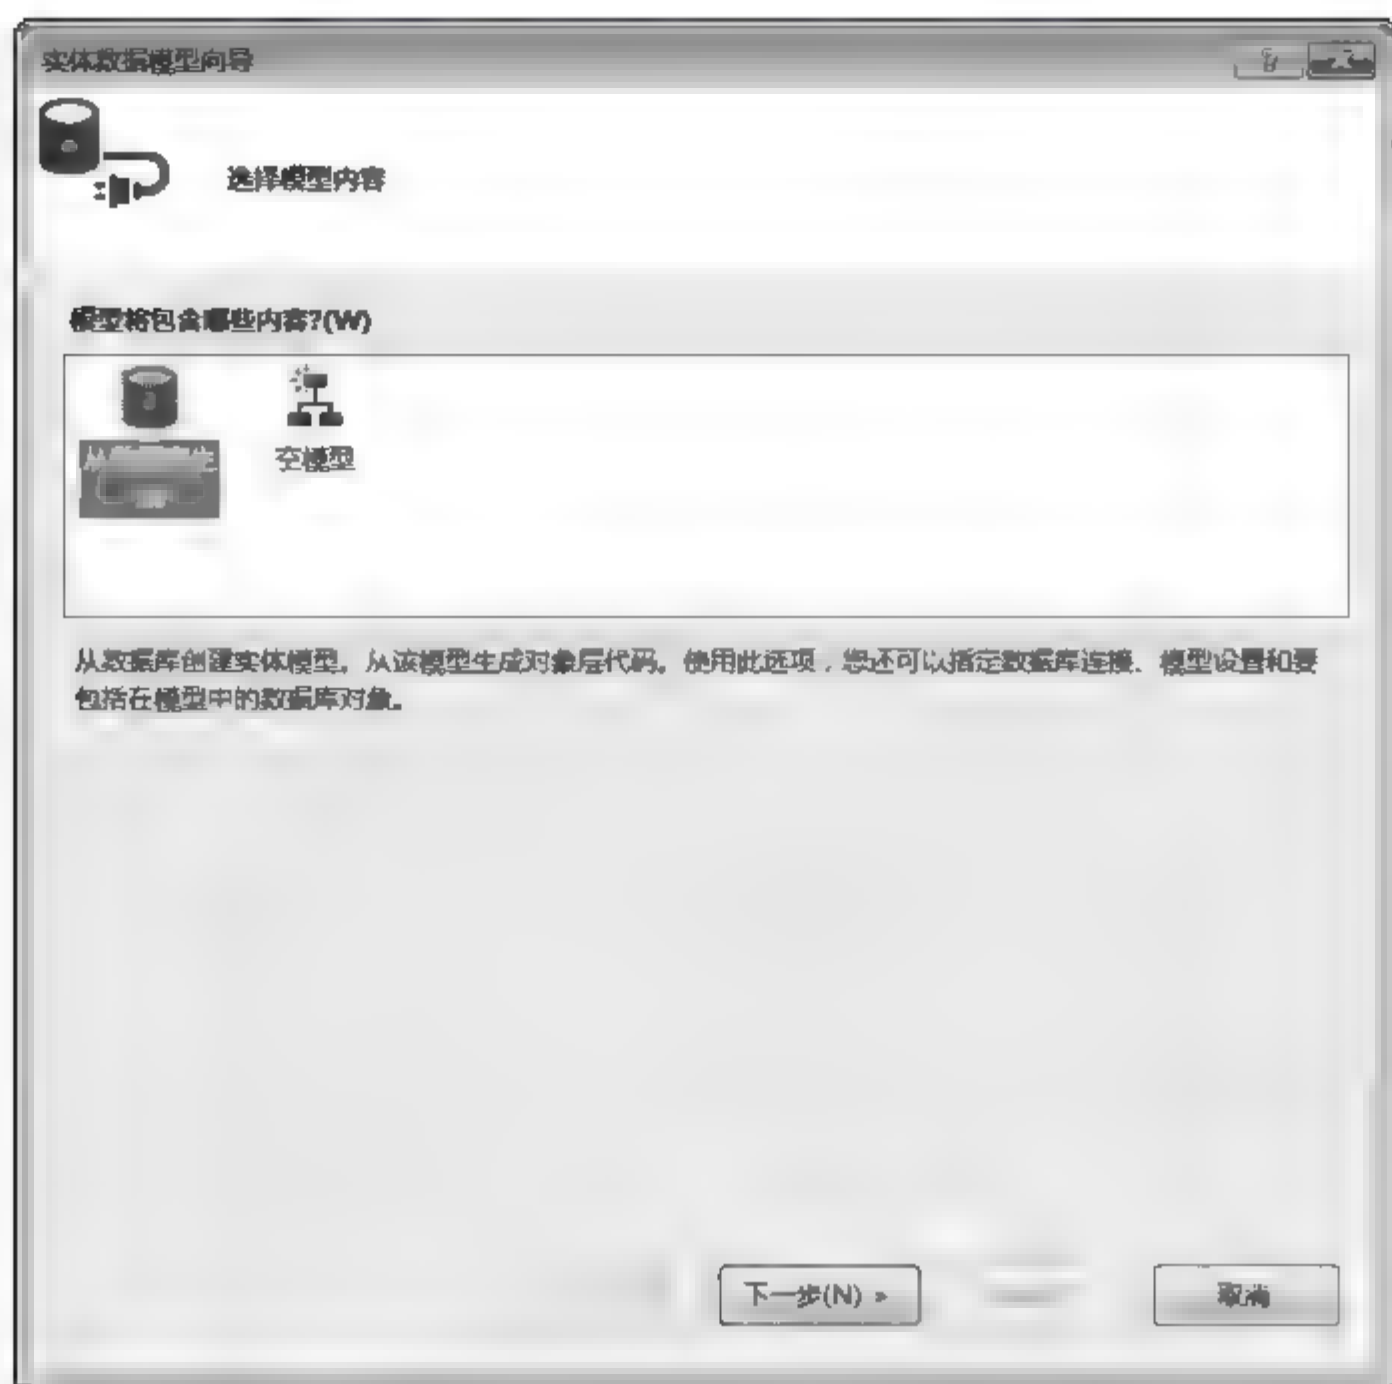 实体数据模型向导
选择模型内容
模型将包含哪些内容?(W)
空模型
从数据库创建实体模型。从该模型生成对象层代码。使用此选项，您还可以指定数据库连接、模型设置和要
包括在模型中的数据库对象。
下一步(N) >
取消